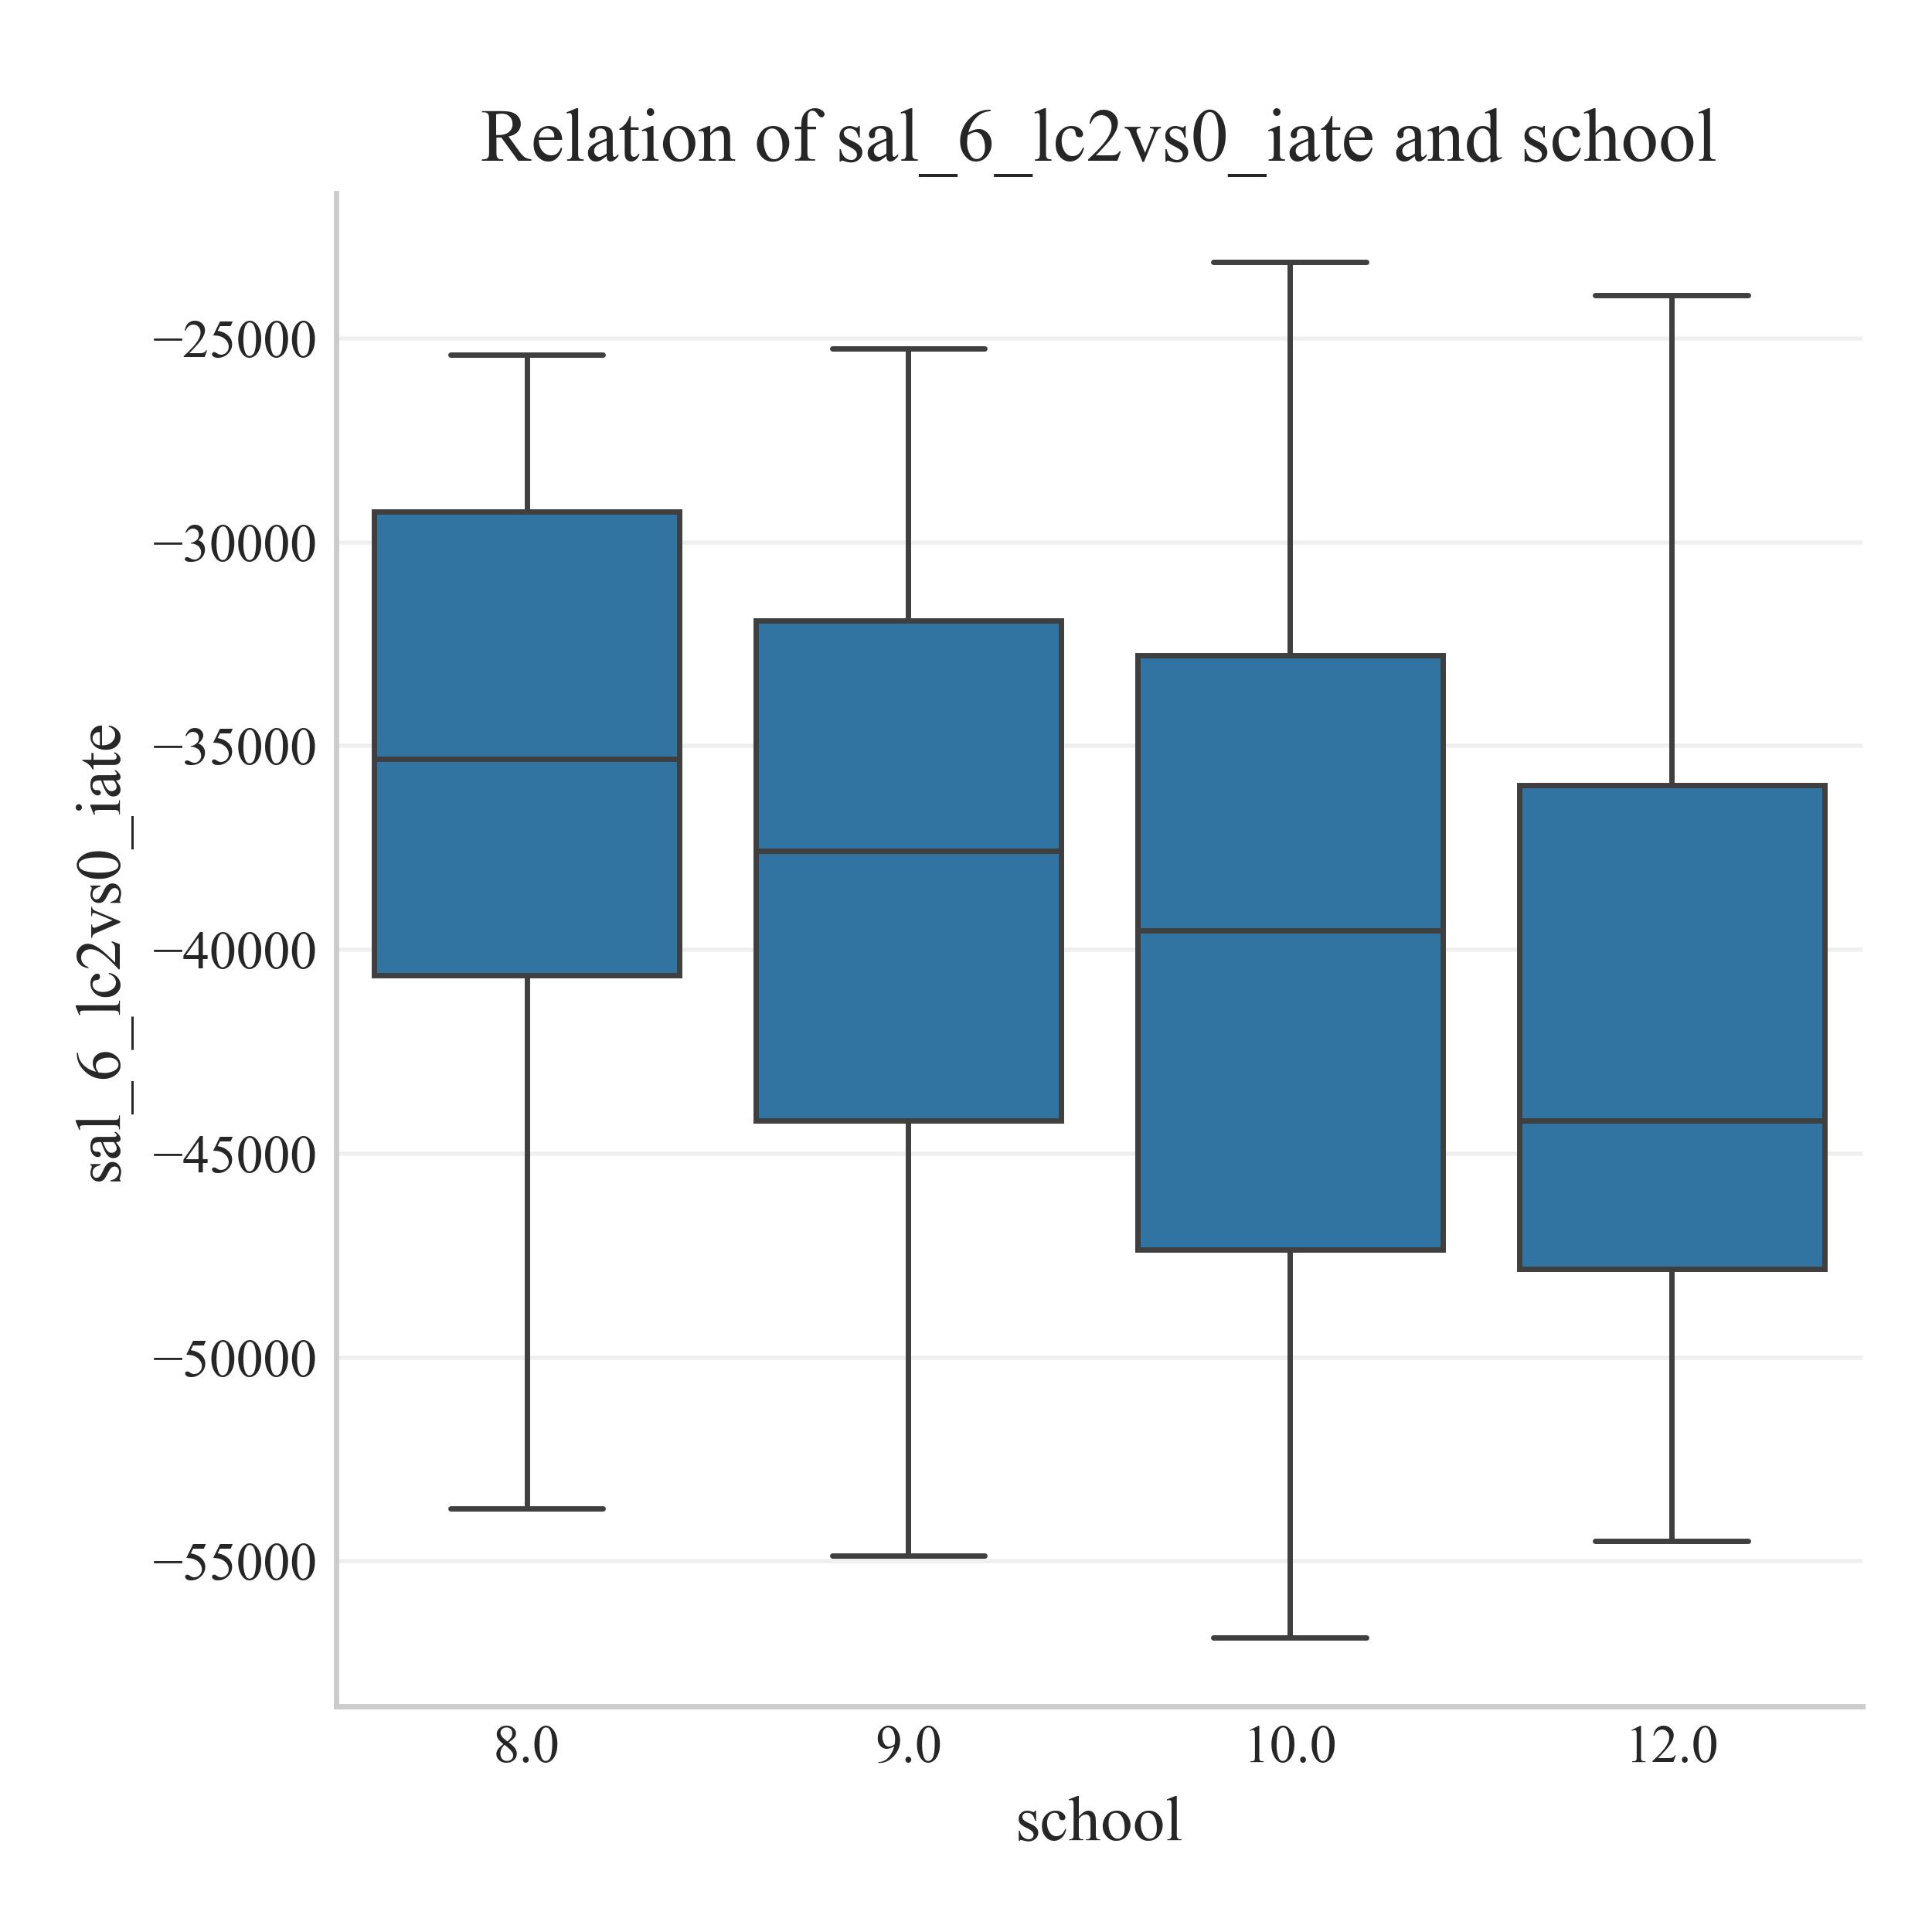 Relation of sal_6_lc2vs0_iate and school
sal_6_lc2vs0_iate
−25000
−30000
−35000
−40000
−45000
−50000
−55000
8.0 9.0 10.0 12.0
school